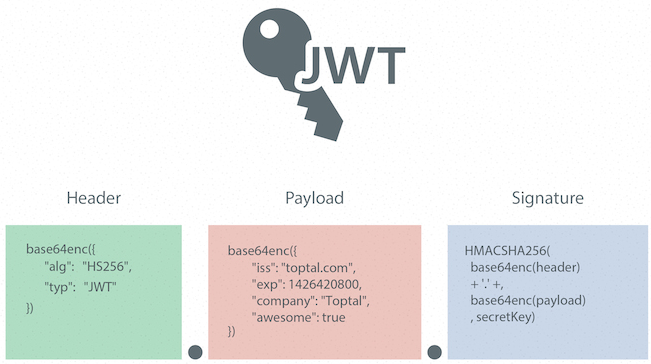 JWT
Header
Payload
Signature
base64enc({
"alg": "HS256",
"typ": "JWT"
})
base64enc({
"iss": "toptal.com",
"exp": 1426420800,
"company": "Toptal",
"awesome": true
})
HMACSHA256(
base64enc(header)
+ '.' +,
base64enc(payload)
, secretKey)